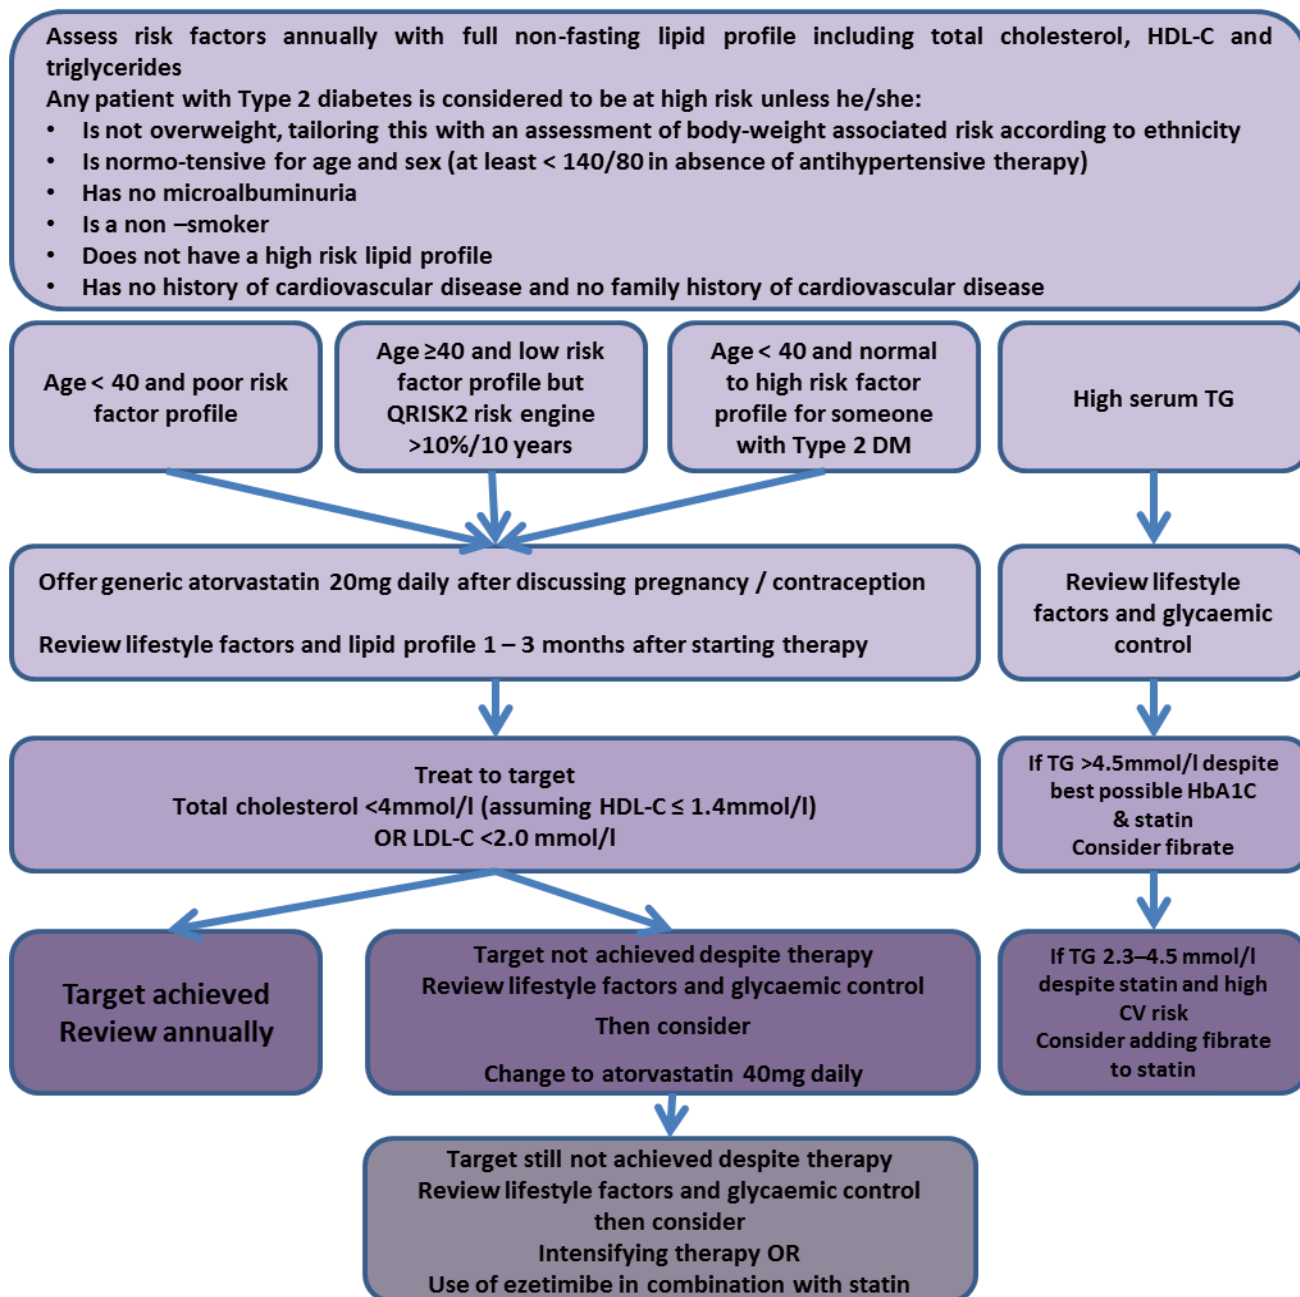 Assess risk factors annually with full non-fasting lipid profile including total cholesterol, HDL-C and
triglycerides
Any patient with Type 2 diabetes is considered to be at high risk unless he/she:
• Is not overweight, tailoring this with an assessment of body-weight associated risk according to ethnicity
• Is normo-tensive for age and sex (at least < 140/80 in absence of antihypertensive therapy)
• Has no microalbuminuria
• Is a non –smoker
• Does not have a high risk lipid profile
• Has no history of cardiovascular disease and no family history of cardiovascular disease
Age < 40 and poor risk
factor profile
Age ≥40 and low risk
factor profile but
QRISK2 risk engine
>10%/10 years
Age < 40 and normal
to high risk factor
profile for someone
with Type 2 DM
High serum TG
Offer generic atorvastatin 20mg daily after discussing pregnancy / contraception
Review lifestyle factors and lipid profile 1 – 3 months after starting therapy
Review lifestyle
factors and glycaemic
control
Treat to target
Total cholesterol <4mmol/l (assuming HDL-C ≤ 1.4mmol/l)
OR LDL-C <2.0 mmol/l
If TG >4.5mmol/l despite
best possible HbA1C
& statin
Consider fibrate
Target achieved
Review annually
Target not achieved despite therapy
Review lifestyle factors and glycaemic control
Then consider
Change to atorvastatin 40mg daily
If TG 2.3–4.5 mmol/l
despite statin and high
CV risk
Consider adding fibrate
to statin
Target still not achieved despite therapy
Review lifestyle factors and glycaemic control
then consider
Intensifying therapy OR
Use of ezetimibe in combination with statin